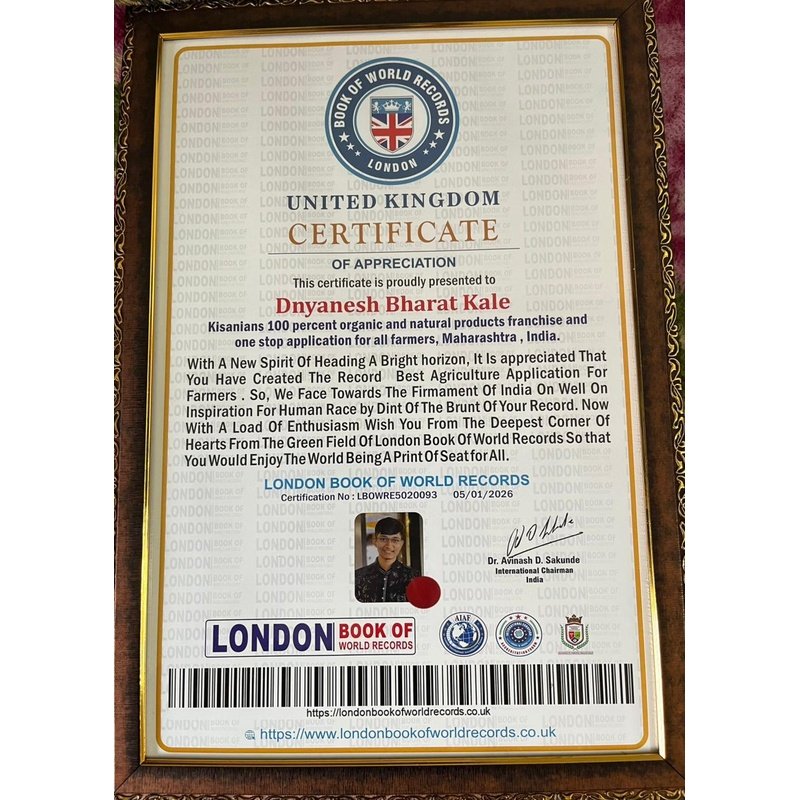 BOOK OF WORLD RECORDS
LONDON
UNITED KINGDOM
CERTIFICATE
OF APPRECIATION
This certificate is proudly presented to
Dnyanesh Bharat Kale
Kisanians 100 percent organic and natural products franchise and
one stop application for all farmers, Maharashtra , India.
With A New Spirit Of Heading A Bright horizon, It Is appreciated That
You Have Created The Record Best Agriculture Application For
Farmers . So, We Face Towards The Firmament Of India On Well On
Inspiration For Human Race by Dint Of The Brunt Of Your Record. Now
With A Load Of Enthusiasm Wish You From The Deepest Corner Of
Hearts From The Green Field Of London Book Of World Records So that
You Would Enjoy The World Being A Print Of Seat for All.
LONDON BOOK OF WORLD RECORDS
Certification No : LBOWRE5020093 05/01/2026
Dr. Avinash D. Sakunde
International Chairman
India
LONDON BOOK OF
WORLD RECORDS
AIAF
https://londonbookofworldrecords.co.uk
https://www.londonbookofworldrecords.co.uk